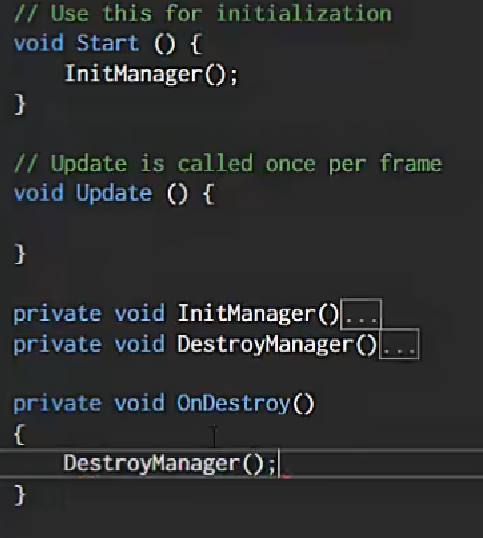 // Use this for initialization
void Start () {
InitManager();
}
// Update is called once per frame
void Update () {
}
private void InitManager()...
private void DestroyManager()...
private void OnDestroy()
{
DestroyManager();
}